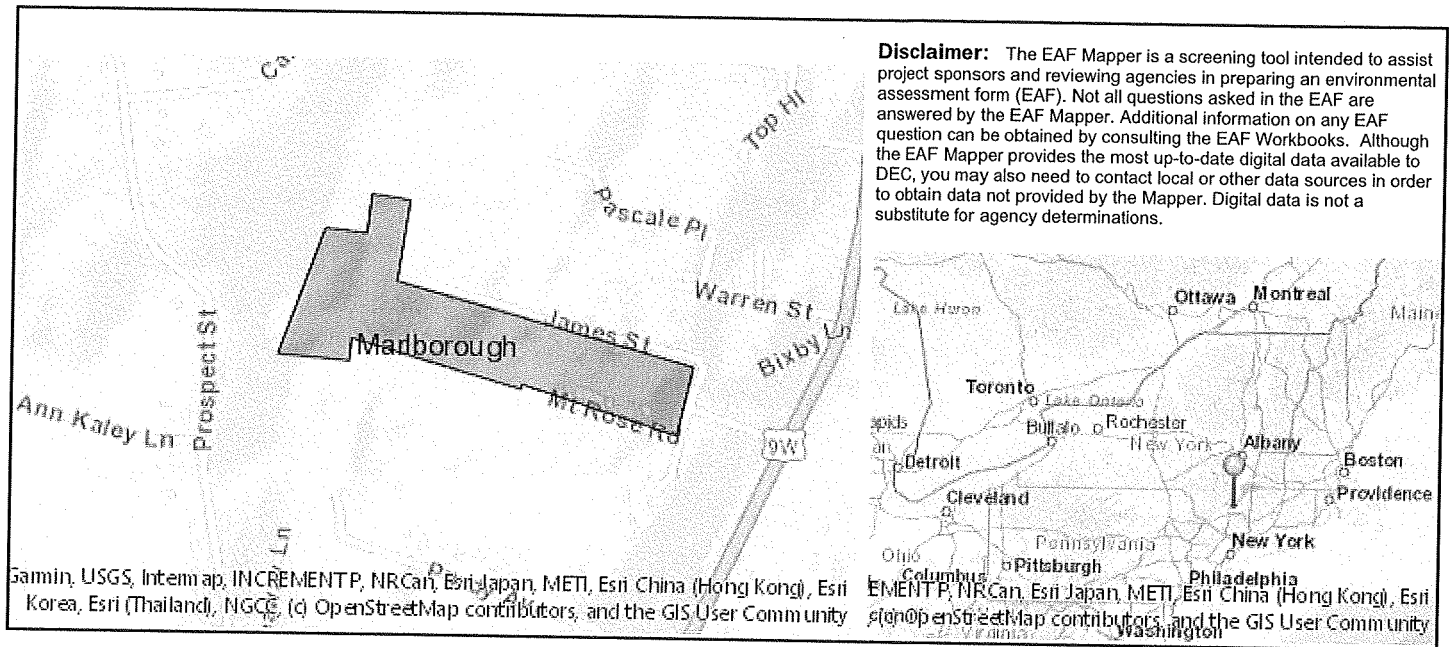 Disclaimer: The EAF Mapper is a screening tool intended to assist
project sponsors and reviewing agencies in preparing an environmental
assessment form (EAF). Not all questions asked in the EAF are
answered by the EAF Mapper. Additional information on any EAF
question can be obtained by consulting the EAF Workbooks. Although
the EAF Mapper provides the most up-to-date digital data available to
DEC, you may also need to contact local or other data sources in order
to obtain data not provided by the Mapper. Digital data is not a
substitute for agency determinations.
Top Hl
Pascale Pl
Warren St
James St
Bixby Ln
Marlborough
Prospect St
Mt Rose Rd
Ann Kaley Ln
9W
Ln
Garmin, USGS, Intermap, INCREMENT P, NRCan, Esri Japan, METI, Esri China (Hong Kong), Esri
Korea, Esri (Thailand), NGCC, (c) OpenStreetMap contributors, and the GIS User Community
Lake Huron
Ottawa
Montreal
Maine
Toronto
Lake Ontario
Rochester
Buffalo
New York
Albany
Detroit
Boston
Cleveland
Providence
New York
Pennsylvania
Ohio
Pittsburgh
Columbus
Philadelphia
EMENT P, NRCan, Esri Japan, METI, Esri China (Hong Kong), Esri
OpenStreetMap contributors, and the GIS User Community
Virginia
Washington